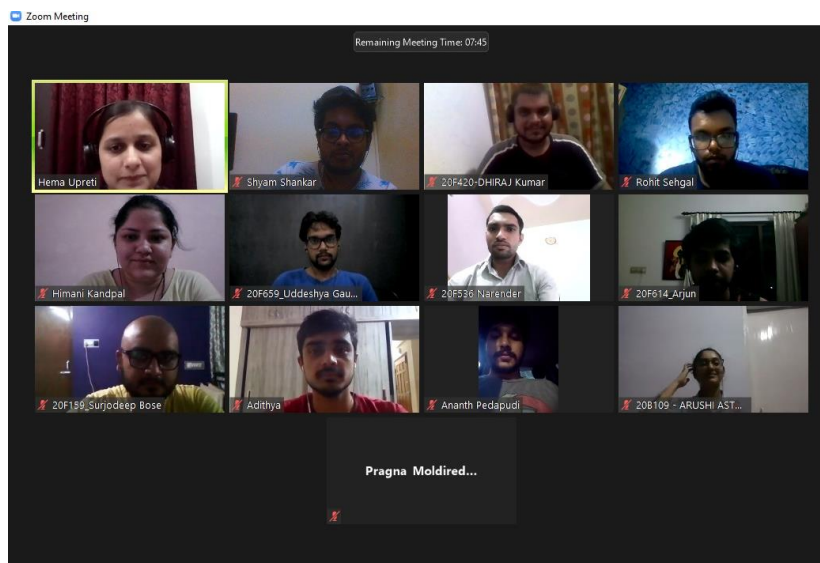 Zoom Meeting
Remaining Meeting Time: 07:45
Hema Upreti
Shyam Shankar
20F420-DHIRAJ Kumar
Rohit Sehgal
Himani Kandpal
20F659_Uddeshya Gau...
20F536 Narender
20F614_Arjun
20F159_Surjodeep Bose
Adithya
Ananth Pedapudi
20B109 - ARUSHI AST...
Pragna Moldired...